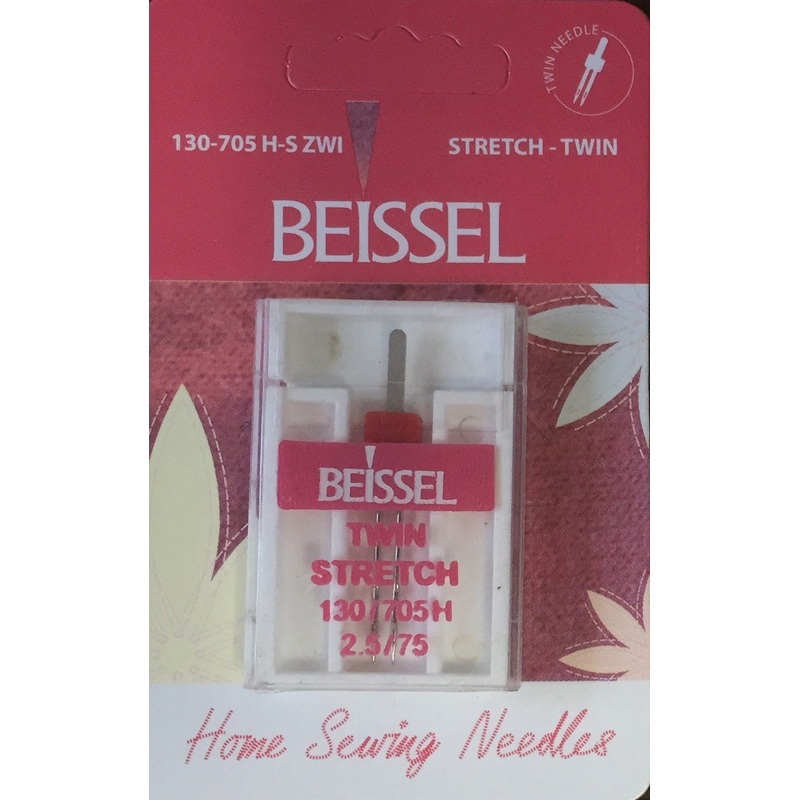 TWIN NEEDLE
130-705 H-S ZWI STRETCH - TWIN
BEISSEL
BEISSEL
TWIN
STRETCH
130/705H
2.5/75
Home Sewing Needles